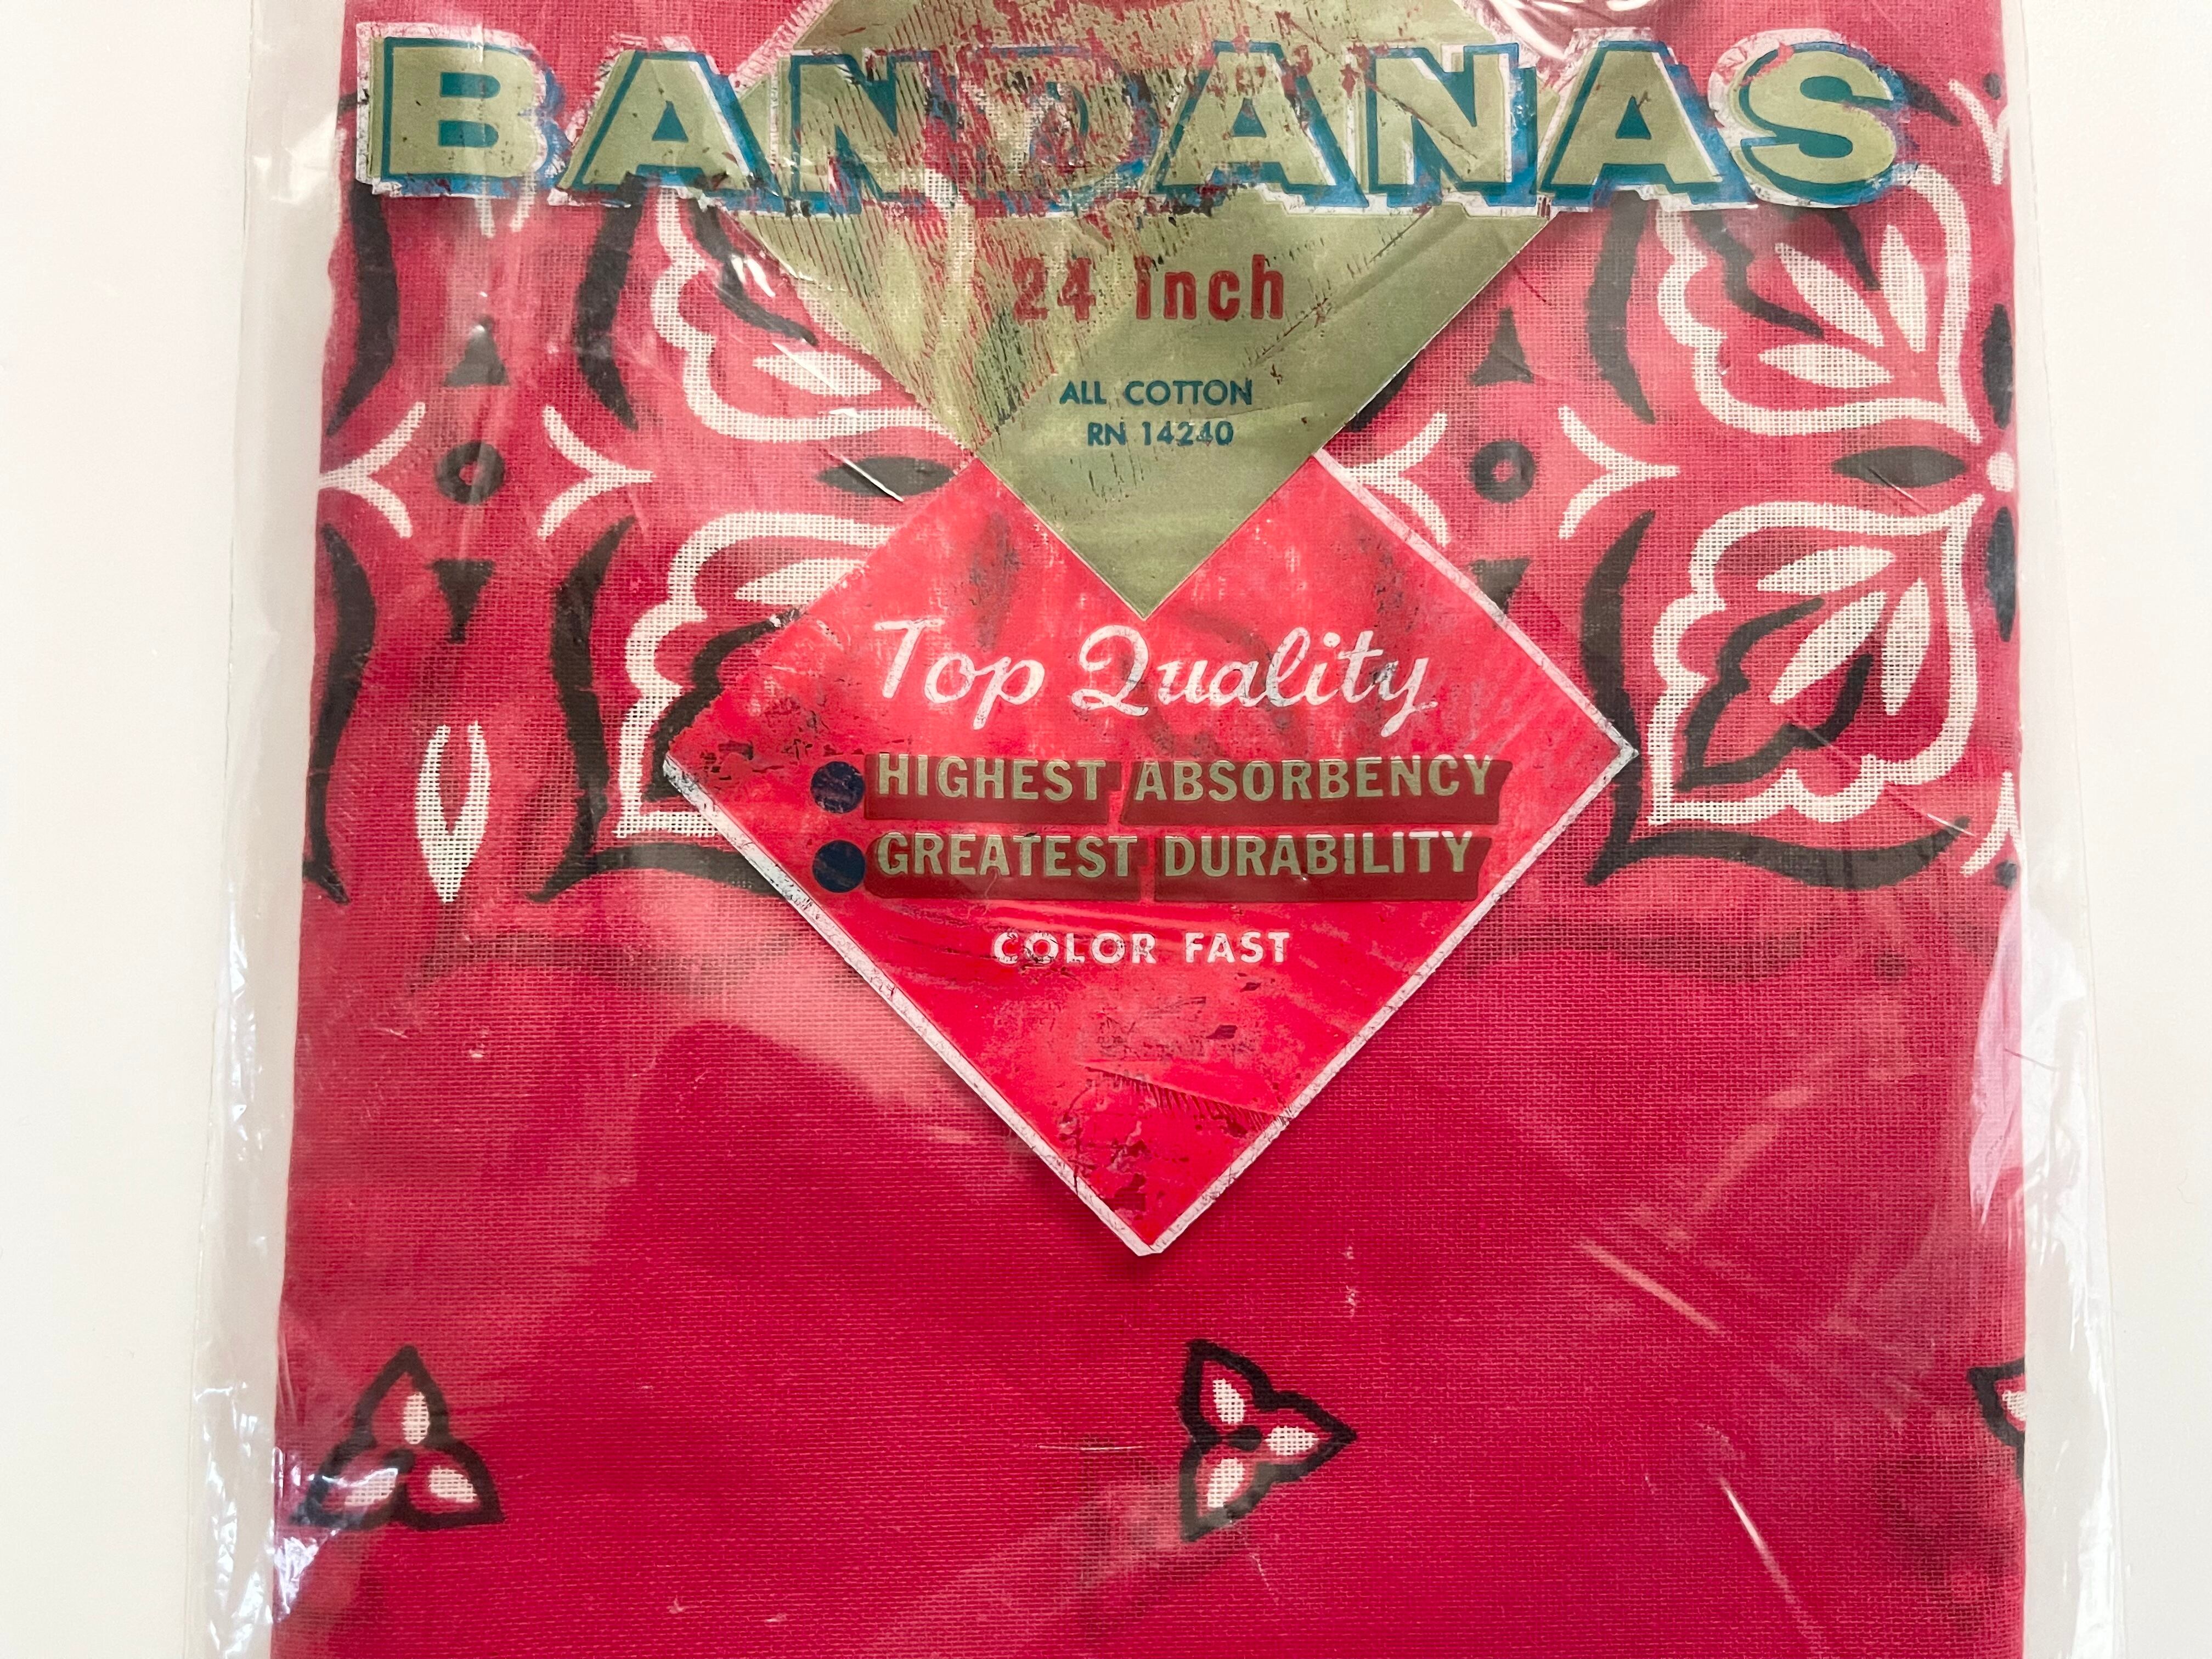 BANDANAS
24 inch
ALL COTTON
RN 14240
Top Quality
HIGHEST ABSORBENCY
GREATEST DURABILITY
COLOR FAST